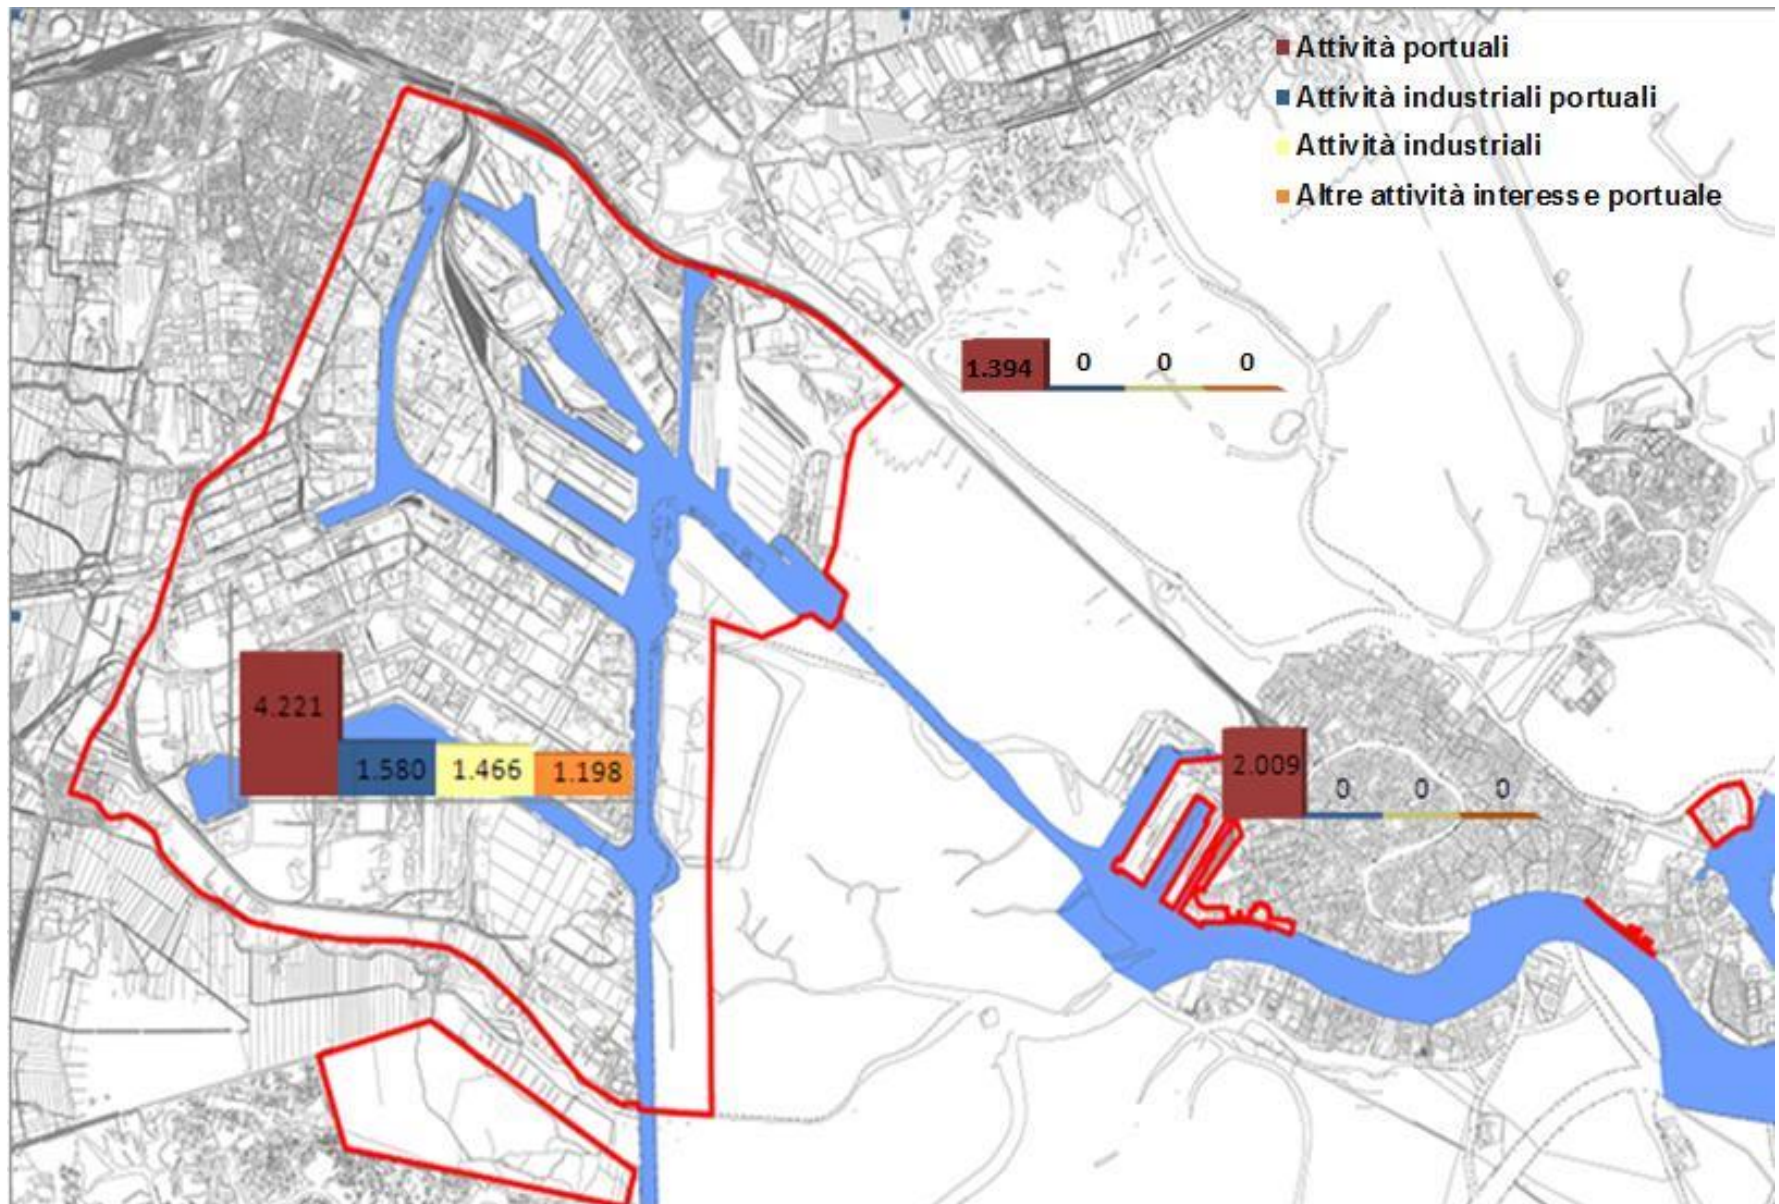 Attività portuali
Attività industriali portuali
Attività industriali
Altre attività interesse portuale
1.394 0 0 0
4.221 1.580 1.466 1.198
2.009 0 0 0